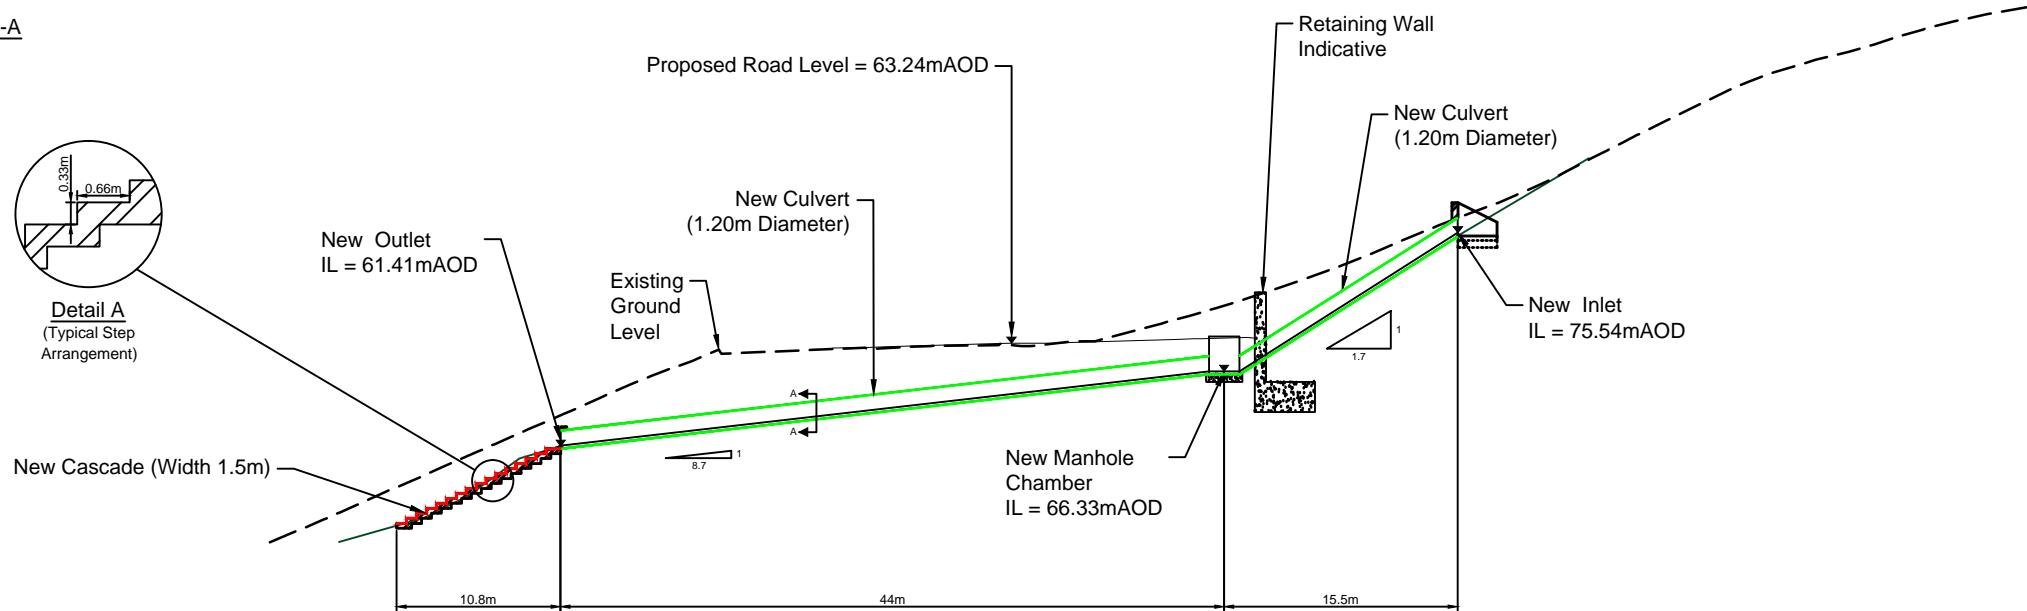 -A
Retaining Wall
Indicative
Proposed Road Level = 63.24mAOD
New Culvert
(1.20m Diameter)
0.33m
0.66m
New Culvert
(1.20m Diameter)
New Outlet
IL = 61.41mAOD
Existing
Ground
Level
Detail A
(Typical Step
Arrangement)
New Inlet
IL = 75.54mAOD
1
1.7
A
A
1
8.7
New Cascade (Width 1.5m)
New Manhole
Chamber
IL = 66.33mAOD
10.8m
44m
15.5m